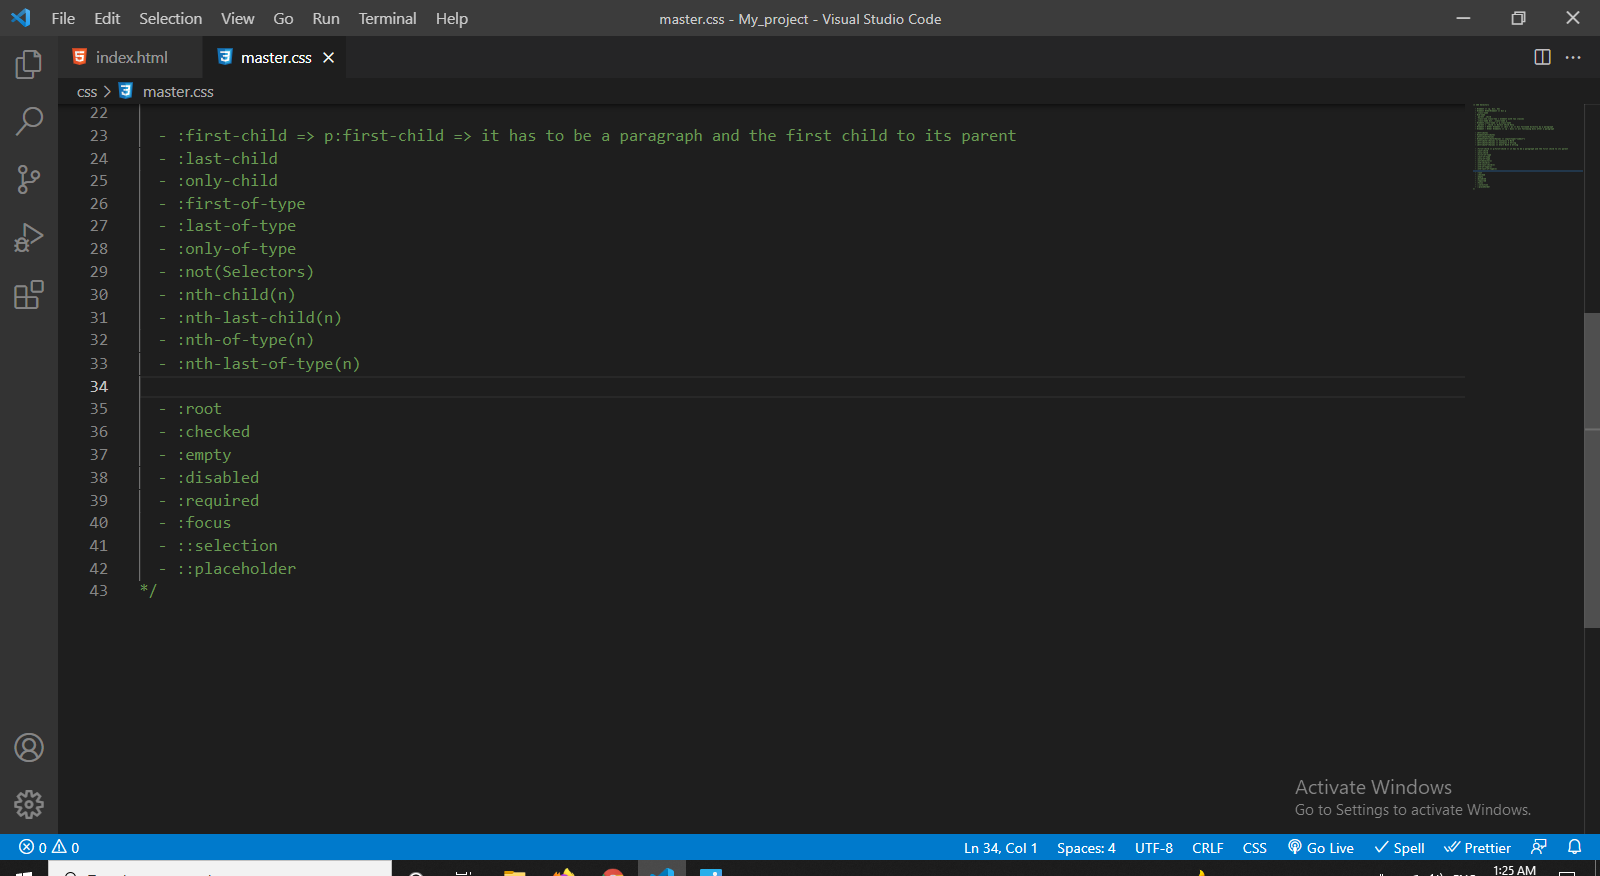 File Edit Selection View Go Run Terminal Help master.css - My_project - Visual Studio Code
index.html master.css
css > master.css
22
23 - :first-child => p:first-child => it has to be a paragraph and the first child to its parent
24 - :last-child
25 - :only-child
26 - :first-of-type
27 - :last-of-type
28 - :only-of-type
29 - :not(Selectors)
30 - :nth-child(n)
31 - :nth-last-child(n)
32 - :nth-of-type(n)
33 - :nth-last-of-type(n)
34
35 - :root
36 - :checked
37 - :empty
38 - :disabled
39 - :required
40 - :focus
41 - ::selection
42 - ::placeholder
43 */
Activate Windows
Go to Settings to activate Windows.
0 0 Ln 34, Col 1 Spaces: 4 UTF-8 CRLF CSS Go Live Spell Prettier
1:25 AM